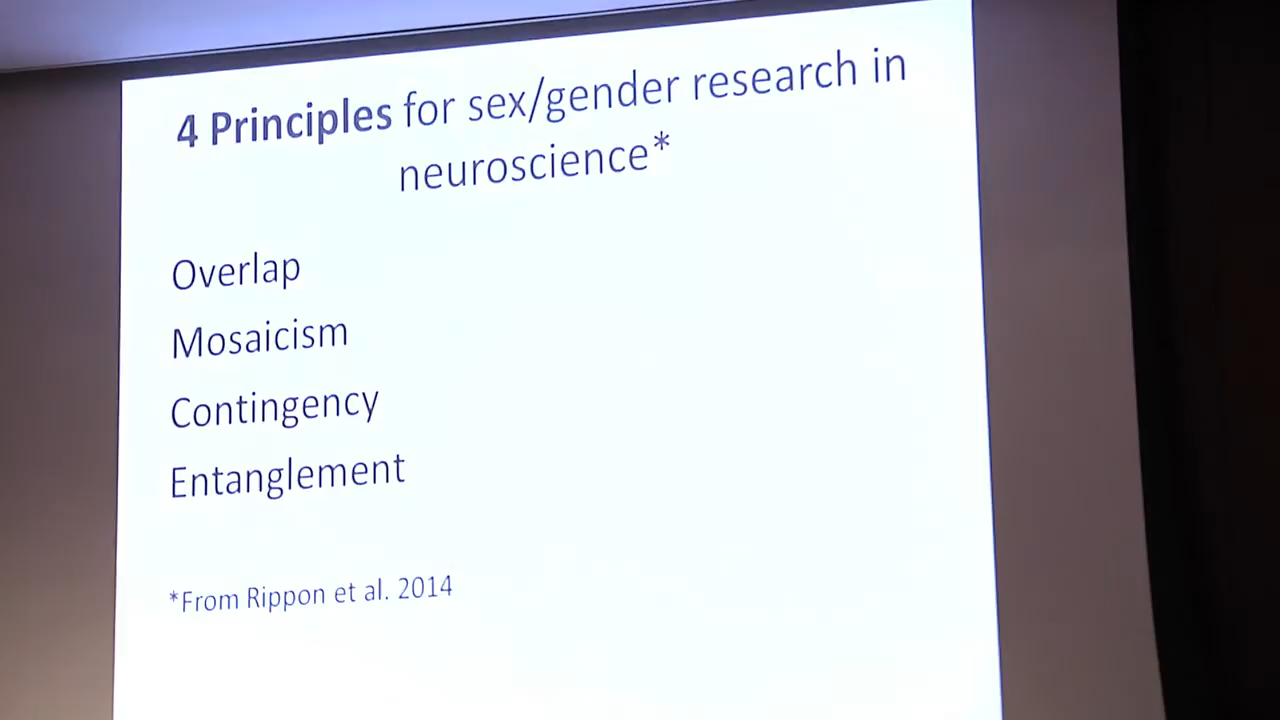 4 Principles for sex/gender research in
neuroscience*
Overlap
Mosaicism
Contingency
Entanglement
*From Rippon et al. 2014